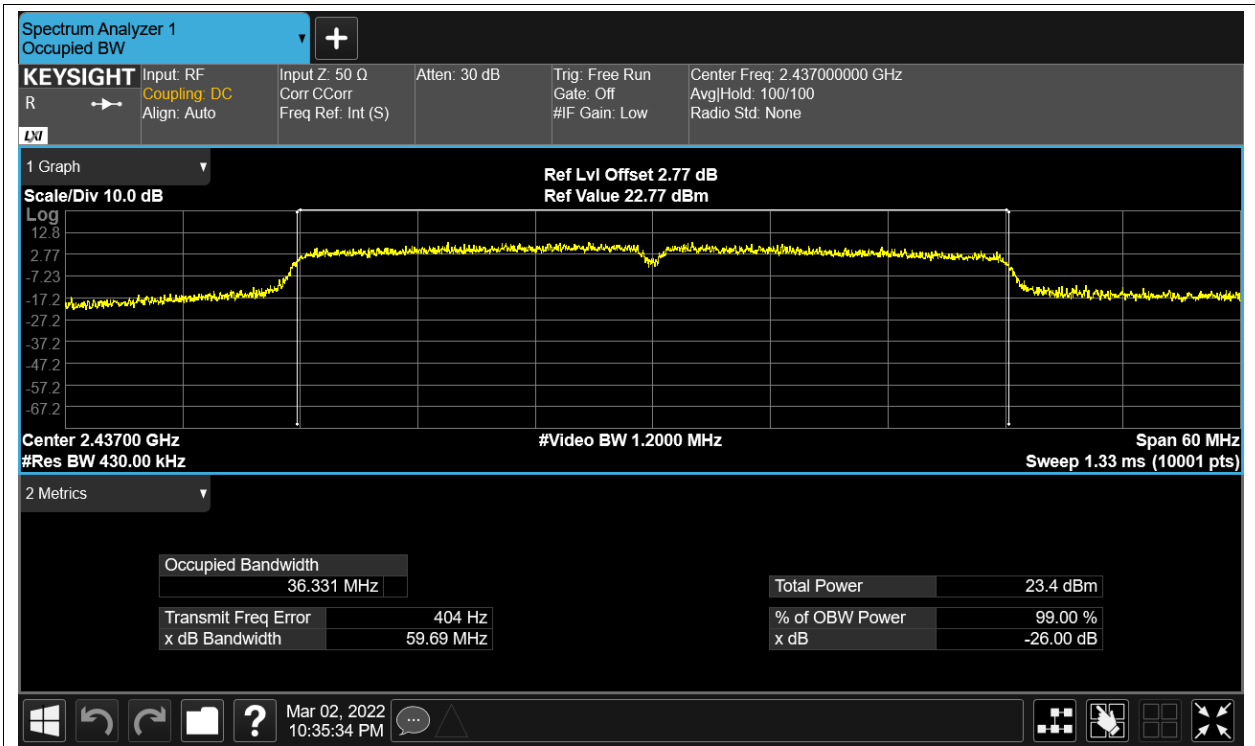 Spectrum Analyzer 1
Occupied BW
KEYSIGHT
R
LXI
Input: RF
Coupling: DC
Align: Auto
Input Z: 50 Ω
Corr CCorr
Freq Ref: Int (S)
Atten: 30 dB
Trig: Free Run
Gate: Off
#IF Gain: Low
Center Freq: 2.437000000 GHz
Avg|Hold: 100/100
Radio Std: None
1 Graph
Scale/Div 10.0 dB
Ref Lvl Offset 2.77 dB
Ref Value 22.77 dBm
Log
12.8
2.77
-7.23
-17.2
-27.2
-37.2
-47.2
-57.2
-67.2
Center 2.43700 GHz
#Video BW 1.2000 MHz
Span 60 MHz
#Res BW 430.00 kHz
Sweep 1.33 ms (10001 pts)
2 Metrics
Occupied Bandwidth
36.331 MHz
Total Power 23.4 dBm
Transmit Freq Error 404 Hz
% of OBW Power 99.00 %
x dB Bandwidth 59.69 MHz
x dB -26.00 dB
?
Mar 02, 2022
10:35:34 PM